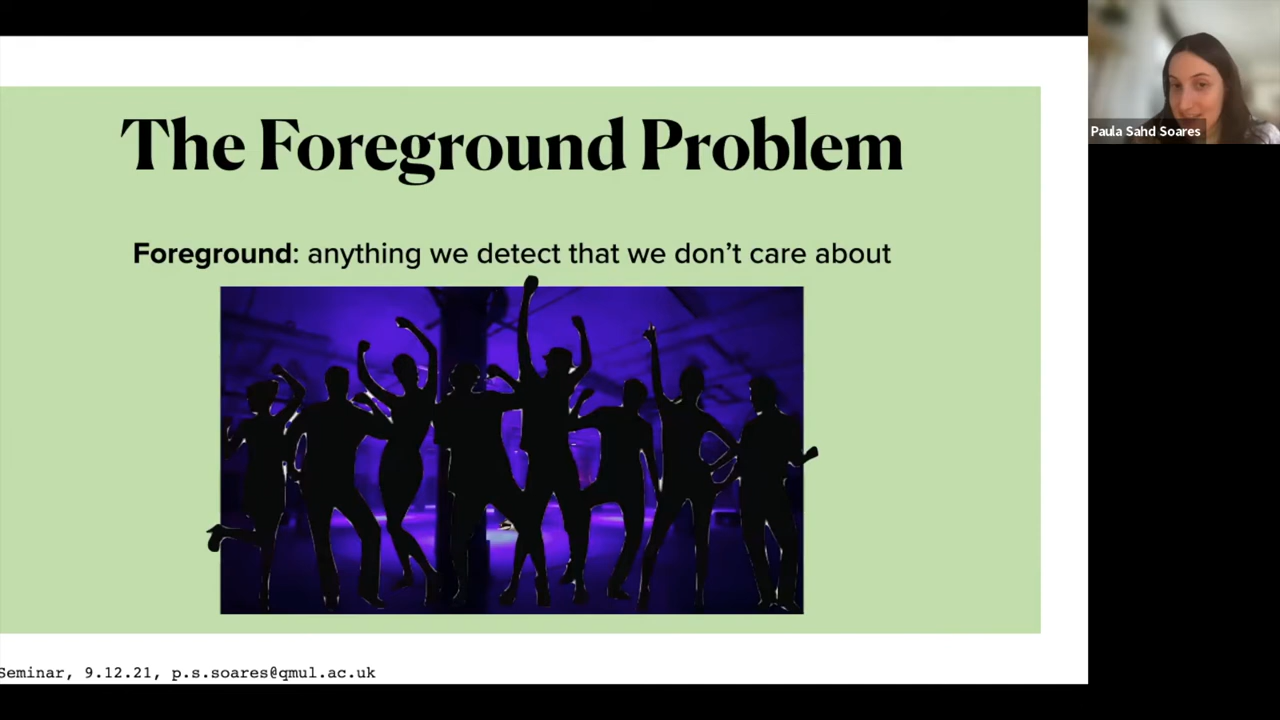 The Foreground Problem
Paula Sahd Soares
Foreground: anything we detect that we don’t care about
Seminar, 9.12.21, p.s.soares@qmul.ac.uk